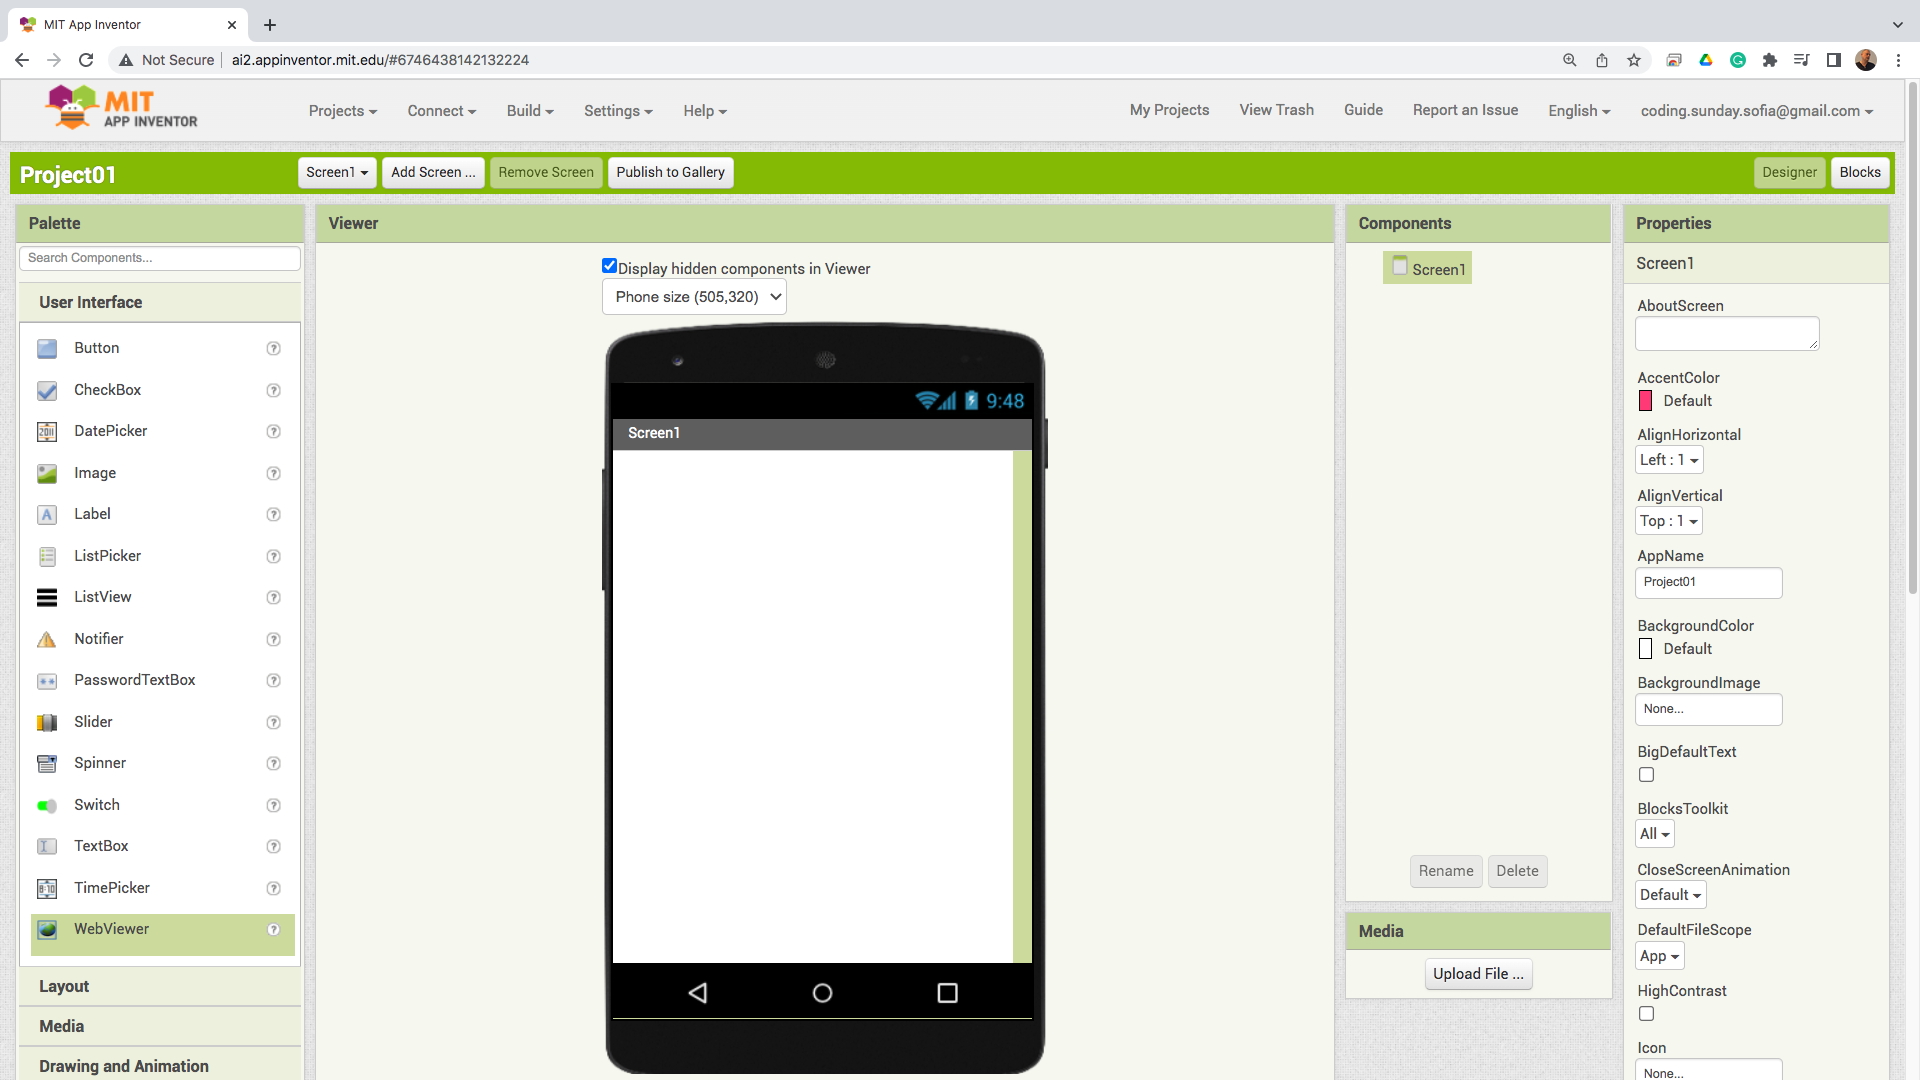 MIT App Inventor
Not Secure
ai2.appinventor.mit.edu/#6746438142132224
MIT
APP INVENTOR
Projects
Connect
Build
Settings
Help
My Projects
View Trash
Guide
Report an Issue
English
coding.sunday.sofia@gmail.com
Project01
Screen1
Add Screen ...
Remove Screen
Publish to Gallery
Designer
Blocks
Palette
Search Components...
User Interface
Button
?
CheckBox
?
2011
DatePicker
?
Image
?
A
Label
?
ListPicker
?
ListView
?
Notifier
?
PasswordTextBox
?
Slider
?
Spinner
?
Switch
?
TextBox
?
8:10
TimePicker
?
WebViewer
?
Layout
Media
Drawing and Animation
Viewer
Display hidden components in Viewer
Phone size (505,320)
9:48
Screen1
Components
Screen1
Rename
Delete
Media
Upload File ...
Properties
Screen1
AboutScreen
AccentColor
Default
AlignHorizontal
Left : 1
AlignVertical
Top : 1
AppName
Project01
BackgroundColor
Default
BackgroundImage
None...
BigDefaultText
BlocksToolkit
All
CloseScreenAnimation
Default
DefaultFileScope
App
HighContrast
Icon
None...